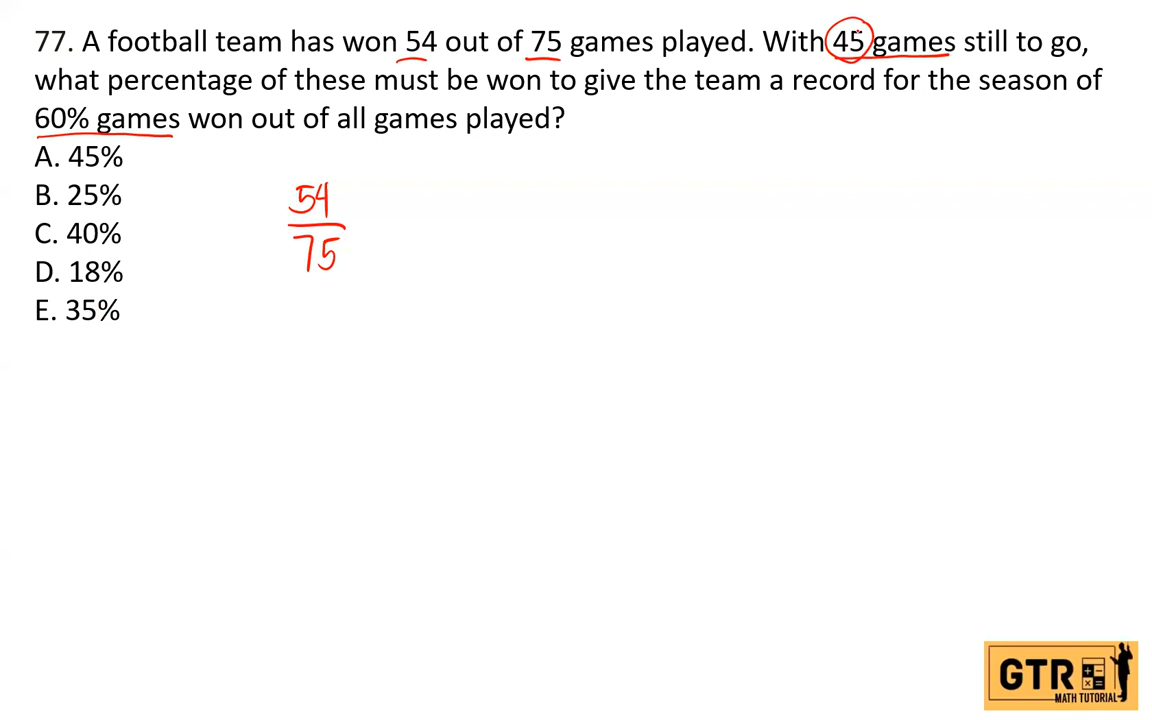 77. A football team has won 54 out of 75 games played. With 45 games still to go,
what percentage of these must be won to give the team a record for the season of
60% games won out of all games played?
A. 45%
B. 25%
C. 40%
D. 18%
E. 35%
54
75
GTR
MATH TUTORIAL